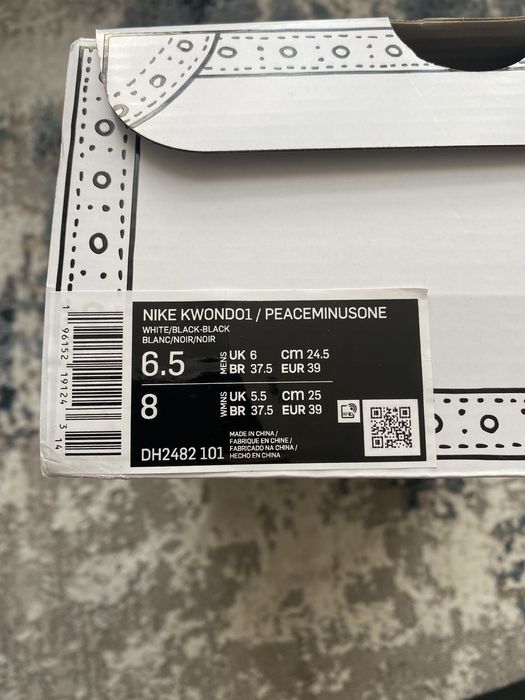 NIKE KWONDO1 / PEACEMINUSONE
WHITE/BLACK-BLACK
BLANC/NOIR/NOIR
6.5 MENS UK 6 cm 24.5
BR 37.5 EUR 39
8 WMNS UK 5.5 cm 25
BR 37.5 EUR 39
DH2482 101
MADE IN CHINA /
FABRIQUE EN CHINE /
FABRICADO NA CHINA /
HECHO EN CHINA
1 96152 19124 3 14